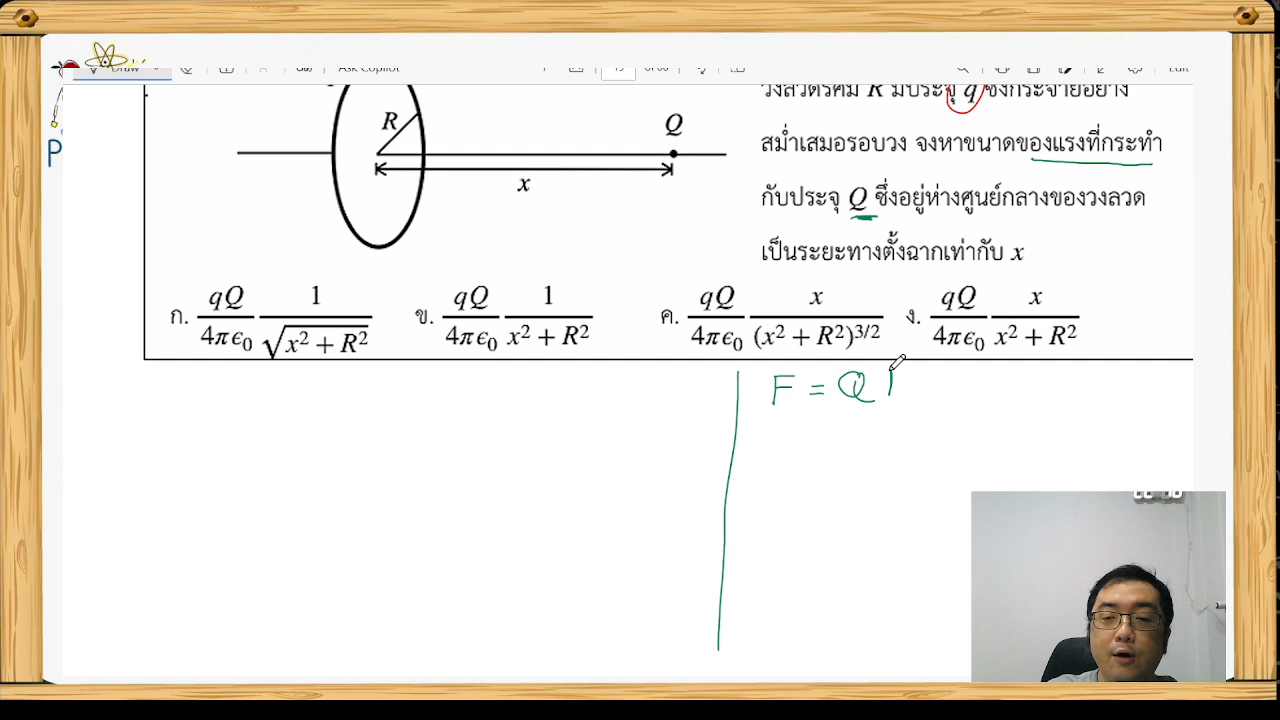 Draw
Ask Copilot
Edit
P
R
Q
x
วงลวดรัศมี R มีประจุ q ซึ่งกระจายอย่าง
สม่ำเสมอรอบวง จงหาขนาดของแรงที่กระทำ
กับประจุ Q ซึ่งอยู่ห่างศูนย์กลางของวงลวด
เป็นระยะทางตั้งฉากเท่ากับ x
ก. qQ/4πϵ₀ 1/√(x² + R²) ข. qQ/4πϵ₀ 1/(x² + R²) ค. qQ/4πϵ₀ x/(x² + R²)^3/2 ง. qQ/4πϵ₀ x/(x² + R²)
F = Q